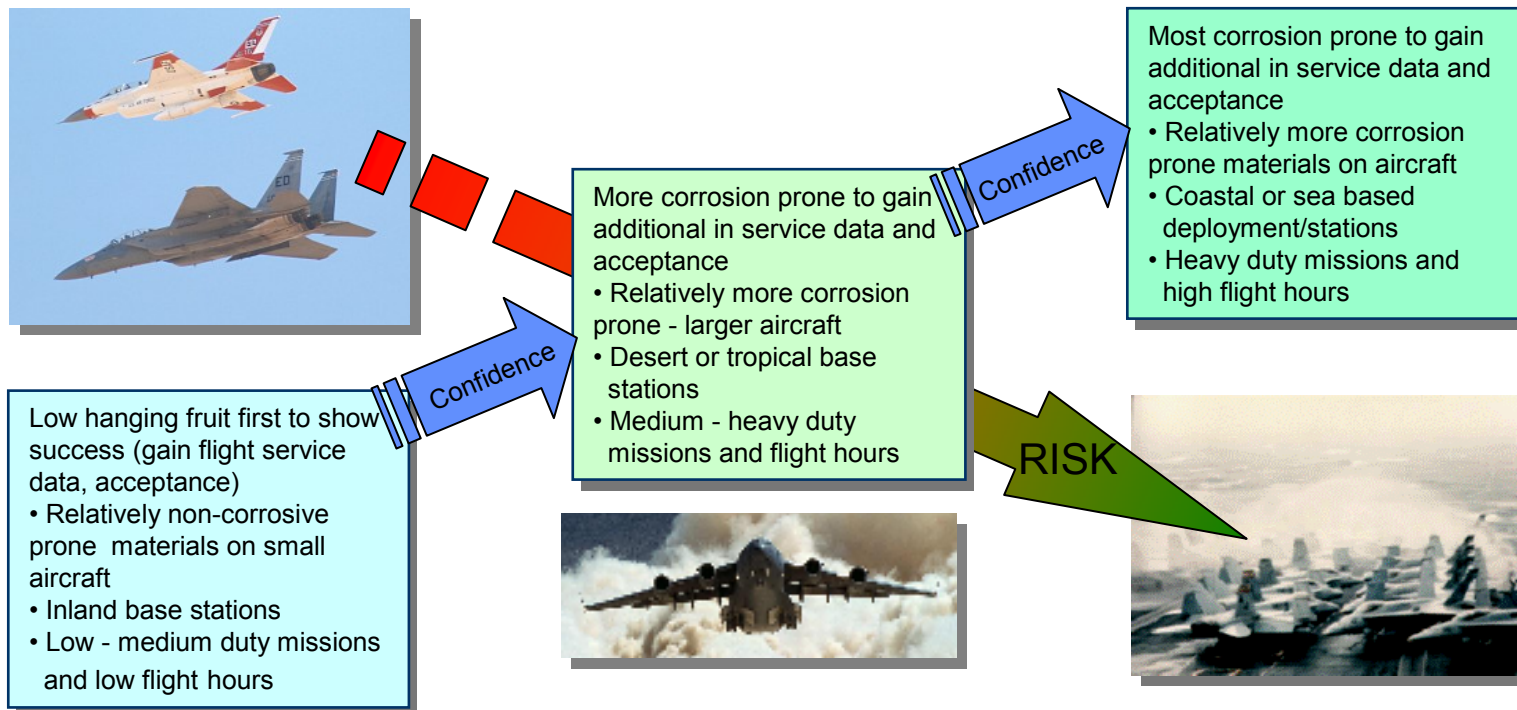 Low hanging fruit first to show
success (gain flight service
data, acceptance)
• Relatively non-corrosive
prone materials on small
aircraft
• Inland base stations
• Low - medium duty missions
and low flight hours
Confidence
More corrosion prone to gain
additional in service data and
acceptance
• Relatively more corrosion
prone - larger aircraft
• Desert or tropical base
stations
• Medium - heavy duty
missions and flight hours
Confidence
Most corrosion prone to gain
additional in service data and
acceptance
• Relatively more corrosion
prone materials on aircraft
• Coastal or sea based
deployment/stations
• Heavy duty missions and
high flight hours
RISK
ED